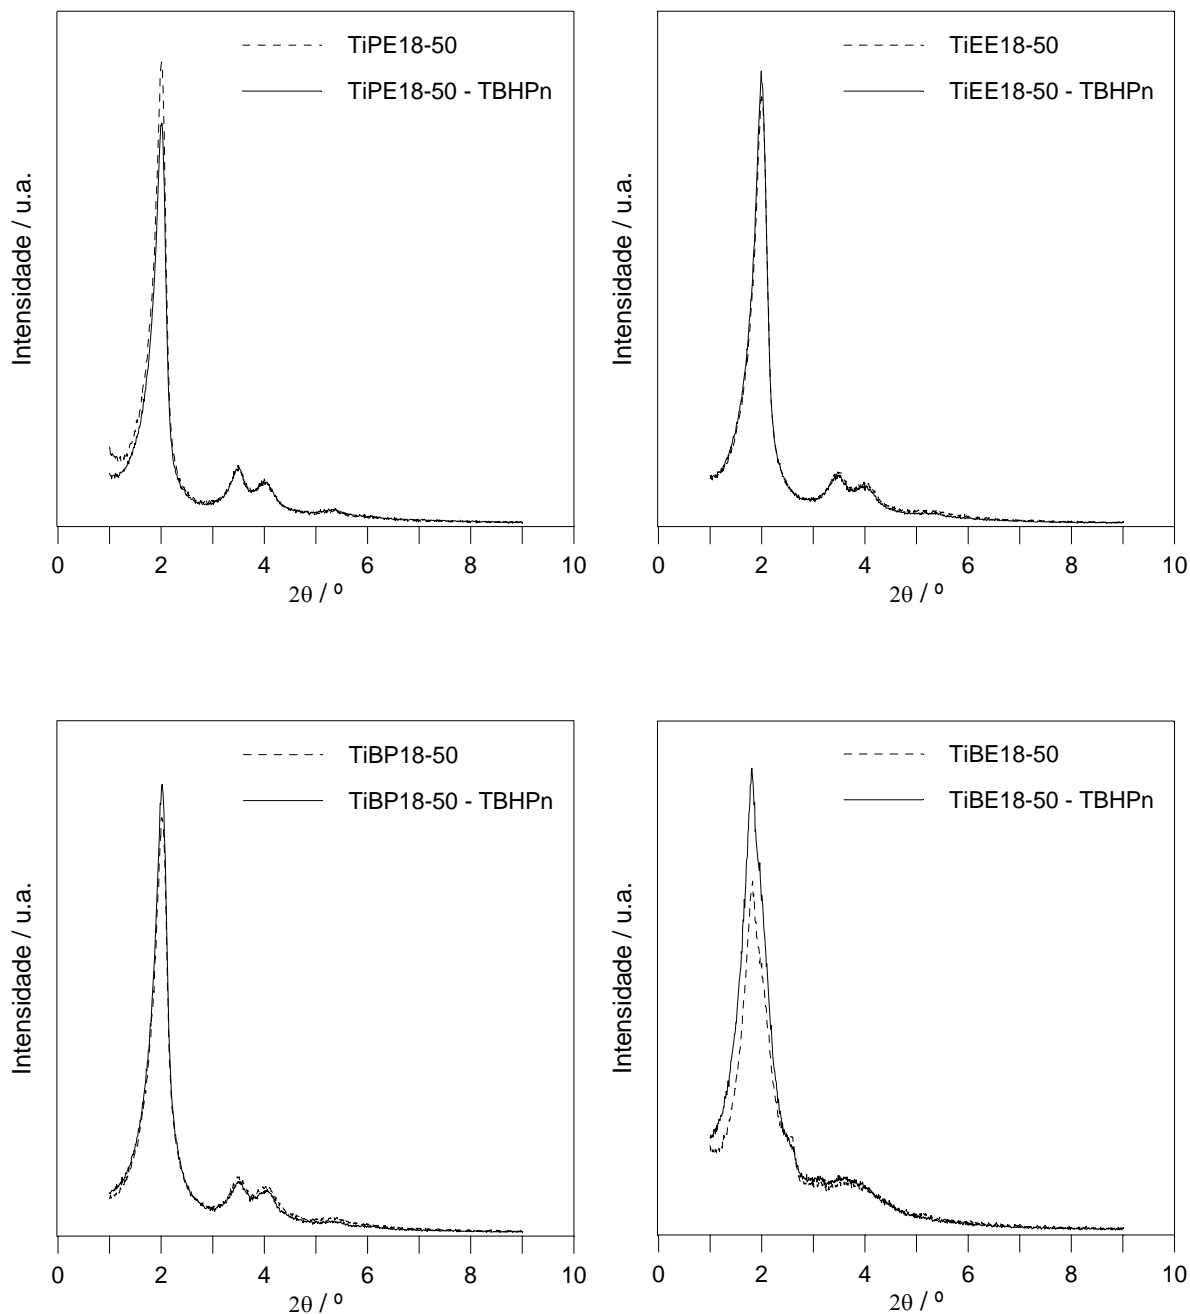 TiPE18-50
TiPE18-50 - TBHPn
Intensidade / u.a.
0 2 4 6 8 10
2θ / º
TiEE18-50
TiEE18-50 - TBHPn
Intensidade / u.a.
0 2 4 6 8 10
2θ / º
TiBP18-50
TiBP18-50 - TBHPn
Intensidade / u.a.
0 2 4 6 8 10
2θ / º
TiBE18-50
TiBE18-50 - TBHPn
Intensidade / u.a.
0 2 4 6 8 10
2θ / º